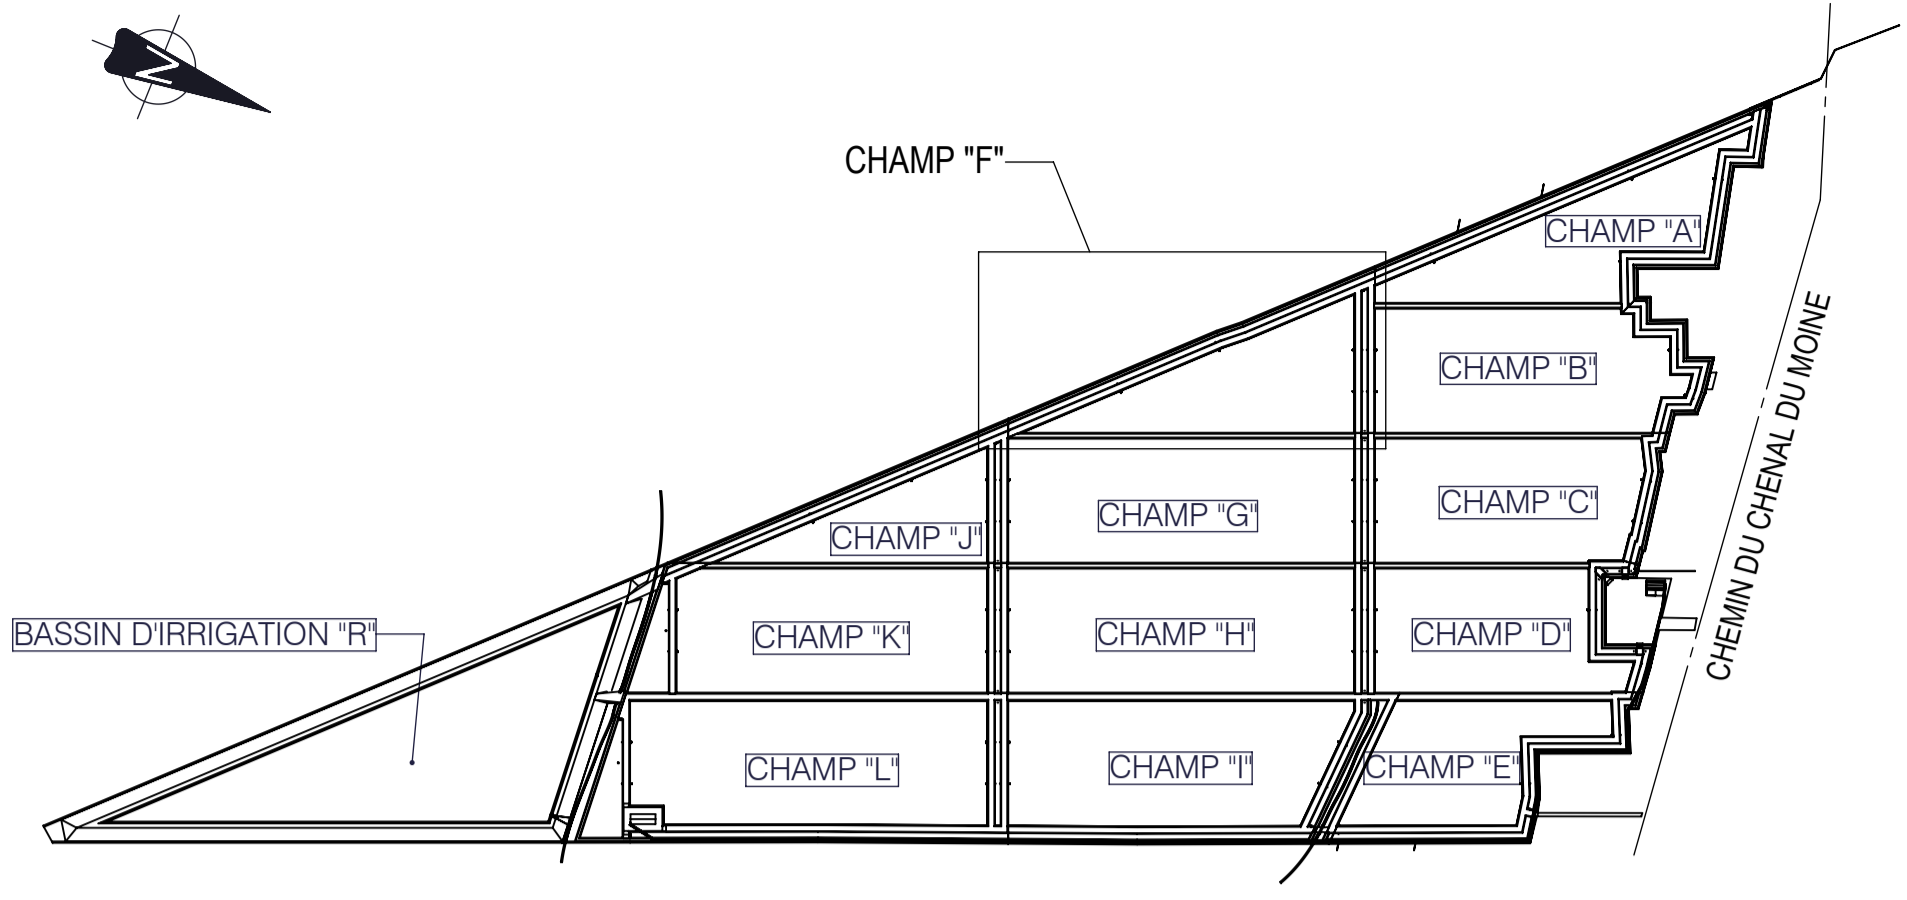 N
CHAMP "F"
CHAMP "A"
CHAMP "B"
CHEMIN DU CHENAL DU MOINE
CHAMP "C"
CHAMP "G"
CHAMP "J"
BASSIN D'IRRIGATION "R"
CHAMP "K"
CHAMP "H"
CHAMP "D"
CHAMP "L"
CHAMP "I"
CHAMP "E"